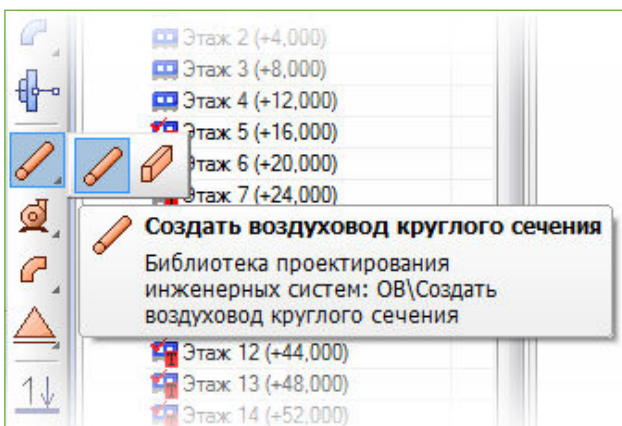 Этаж 2 (+4,000)
Этаж 3 (+8,000)
Этаж 4 (+12,000)
Этаж 5 (+16,000)
Этаж 6 (+20,000)
Этаж 7 (+24,000)
Создать воздуховод круглого сечения
Библиотека проектирования
инженерных систем: ОВ\Создать
воздуховод круглого сечения
Этаж 12 (+44,000)
Этаж 13 (+48,000)
Этаж 14 (+52,000)